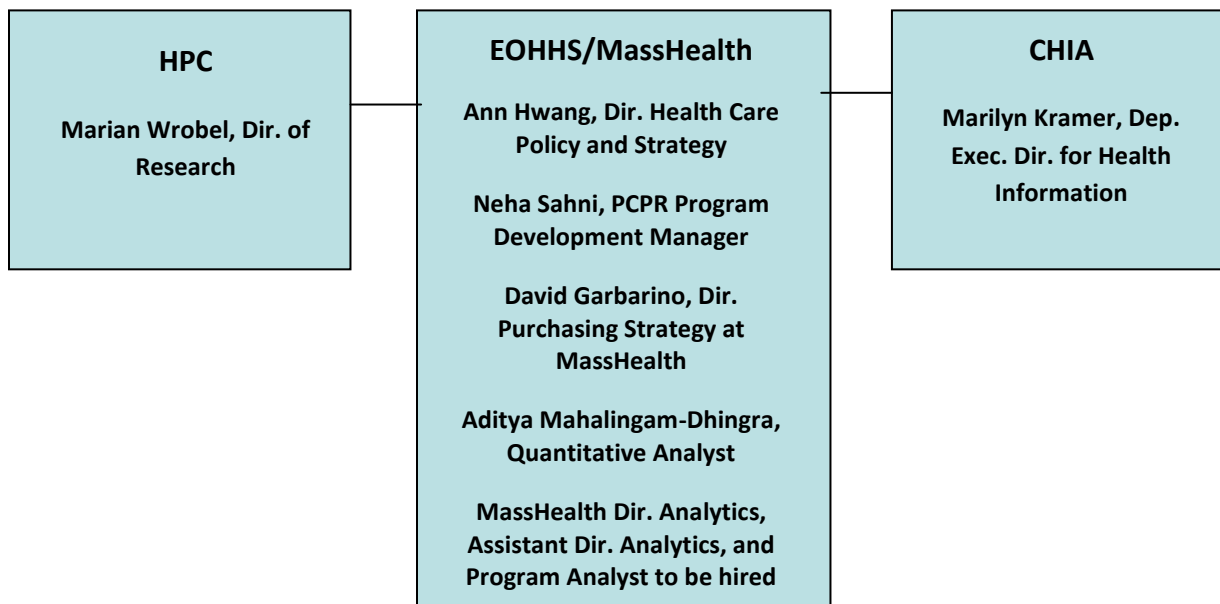 HPC
Marian Wrobel, Dir. of
Research
EOHHS/MassHealth
Ann Hwang, Dir. Health Care
Policy and Strategy
Neha Sahni, PCPR Program
Development Manager
David Garbarino, Dir.
Purchasing Strategy at
MassHealth
Aditya Mahalingam-Dhingra,
Quantitative Analyst
MassHealth Dir. Analytics,
Assistant Dir. Analytics, and
Program Analyst to be hired
CHIA
Marilyn Kramer, Dep.
Exec. Dir. for Health
Information